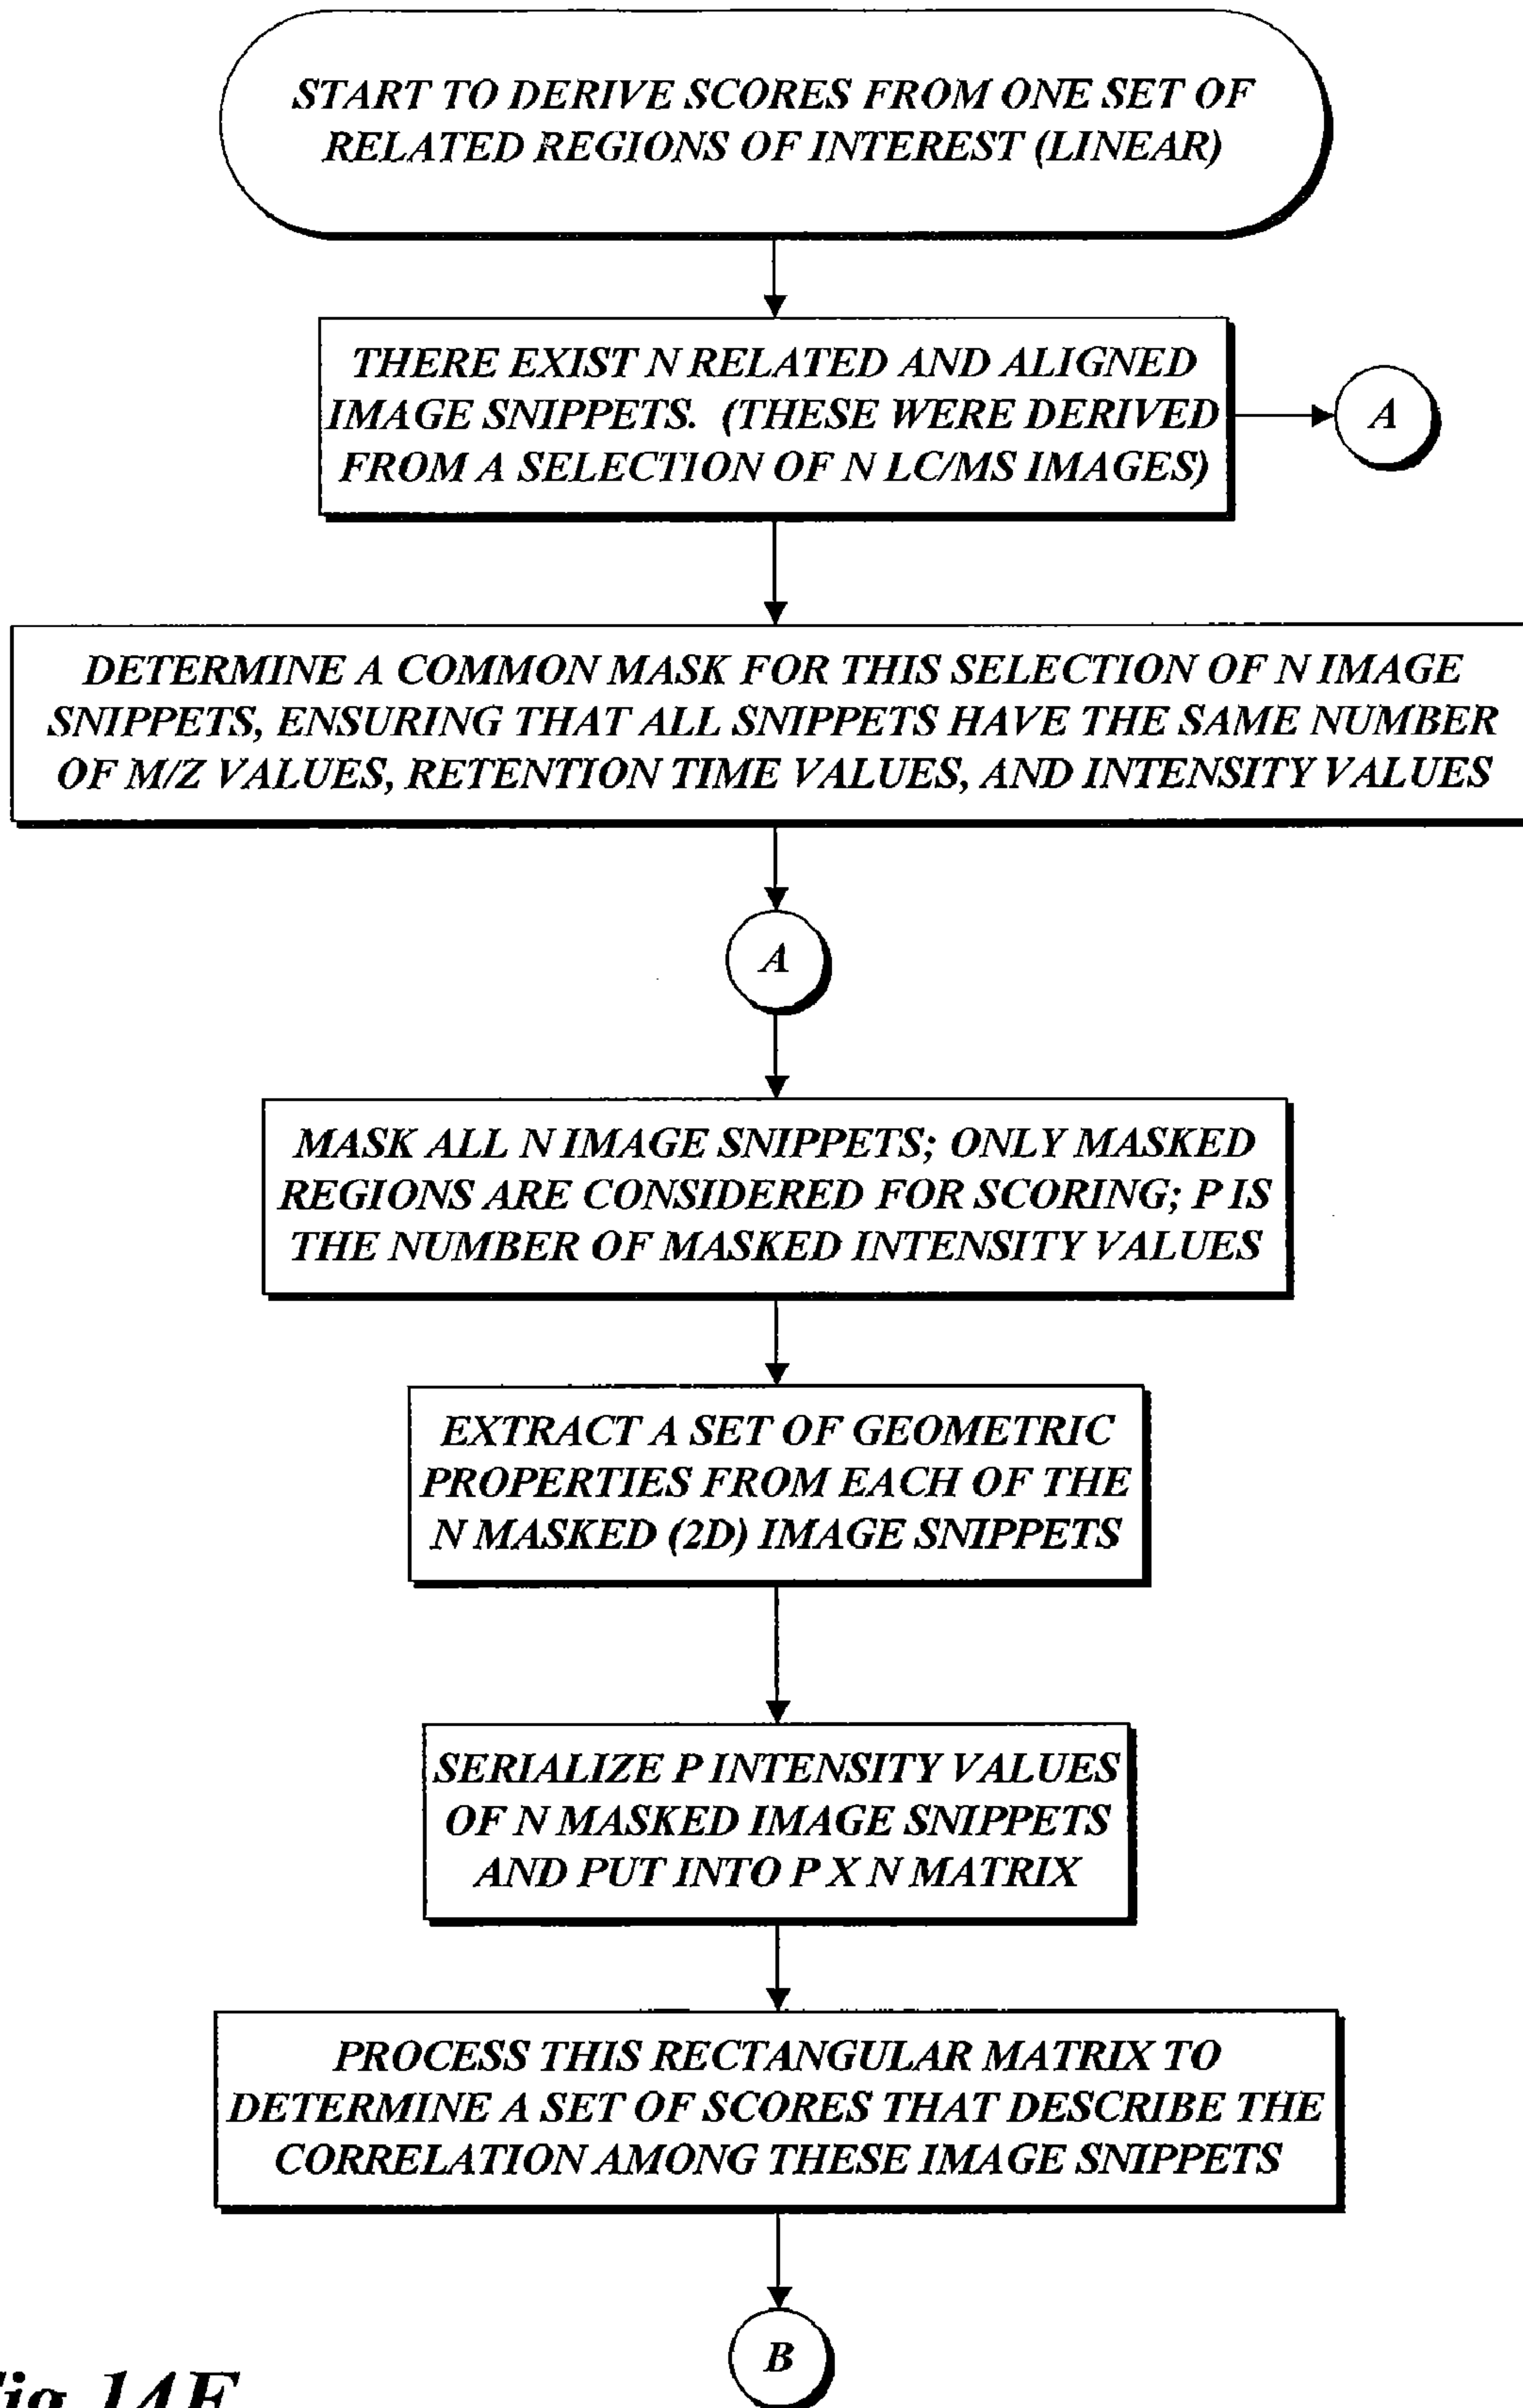 START TO DERIVE SCORES FROM ONE SET OF
RELATED REGIONS OF INTEREST (LINEAR)
THERE EXIST N RELATED AND ALIGNED
IMAGE SNIPPETS. (THESE WERE DERIVED
FROM A SELECTION OF N LC/MS IMAGES)
A
DETERMINE A COMMON MASK FOR THIS SELECTION OF N IMAGE
SNIPPETS, ENSURING THAT ALL SNIPPETS HAVE THE SAME NUMBER
OF M/Z VALUES, RETENTION TIME VALUES, AND INTENSITY VALUES
A
MASK ALL N IMAGE SNIPPETS; ONLY MASKED
REGIONS ARE CONSIDERED FOR SCORING; P IS
THE NUMBER OF MASKED INTENSITY VALUES
EXTRACT A SET OF GEOMETRIC
PROPERTIES FROM EACH OF THE
N MASKED (2D) IMAGE SNIPPETS
SERIALIZE P INTENSITY VALUES
OF N MASKED IMAGE SNIPPETS
AND PUT INTO P X N MATRIX
PROCESS THIS RECTANGULAR MATRIX TO
DETERMINE A SET OF SCORES THAT DESCRIBE THE
CORRELATION AMONG THESE IMAGE SNIPPETS
B